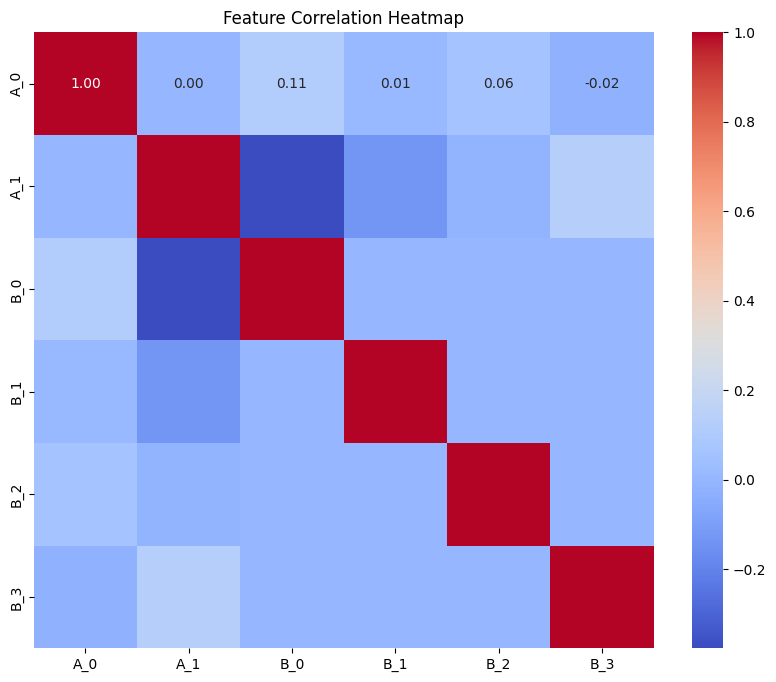 Feature Correlation Heatmap
A_0 1.00 0.00 0.11 0.01 0.06 -0.02
A_1
B_0
B_1
B_2
B_3
A_0 A_1 B_0 B_1 B_2 B_3
1.0
0.8
0.6
0.4
0.2
0.0
−0.2